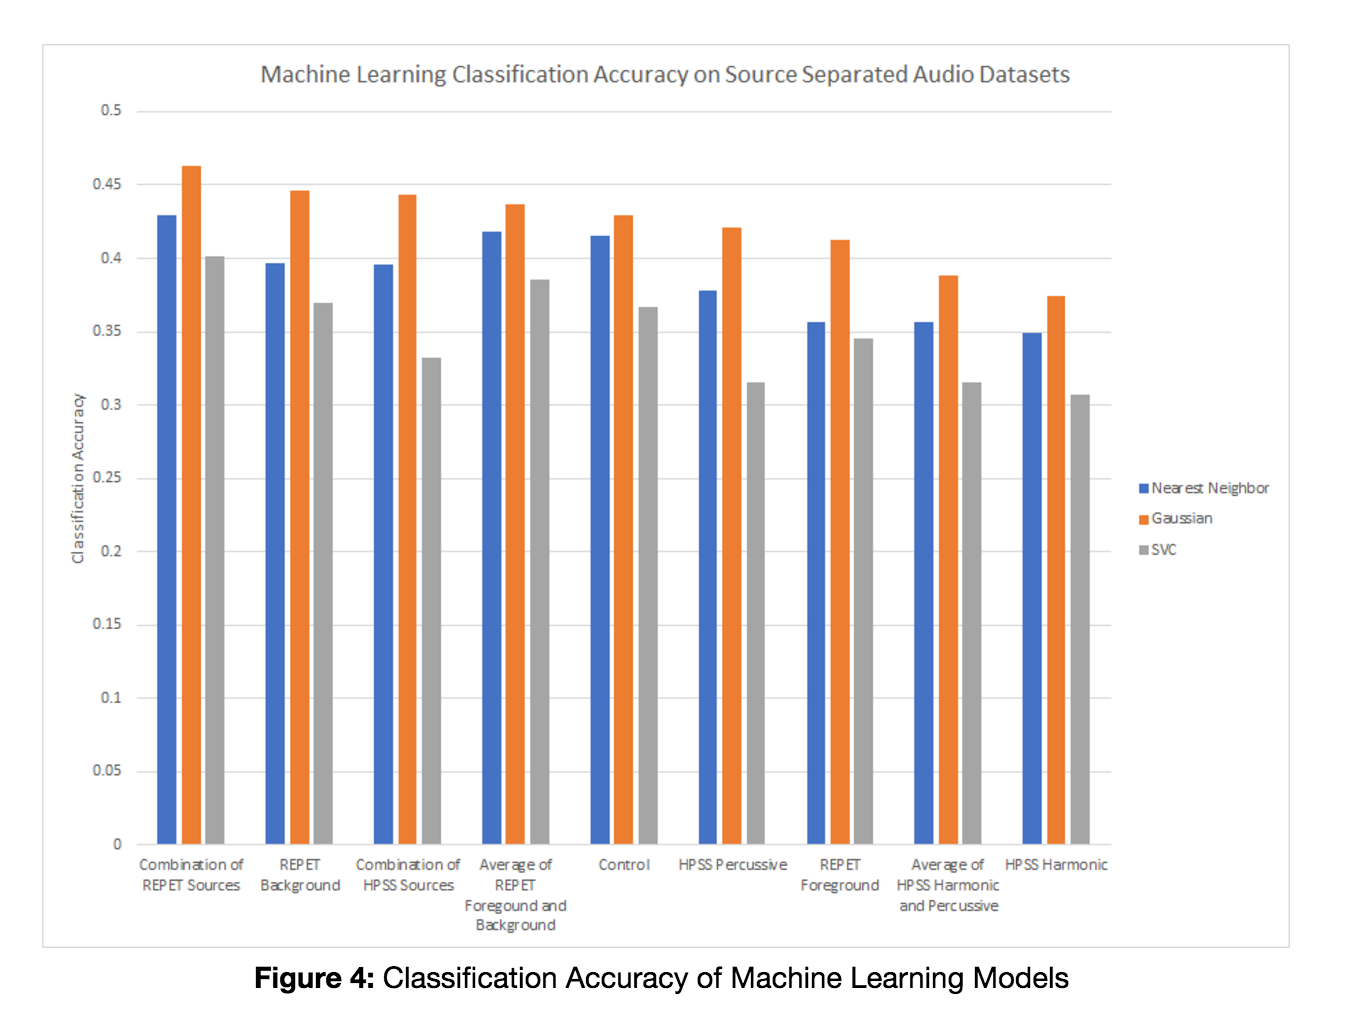 Machine Learning Classification Accuracy on Source Separated Audio Datasets
0.5
0.45
0.4
0.35
0.3
0.25
0.2
0.15
0.1
0.05
0
Classification Accuracy
Combination of
REPET Sources
REPET
Background
Combination of
HPSS Sources
Average of
REPET
Foregound and
Background
Control
HPSS Percussive
REPET
Foreground
Average of
HPSS Harmonic
and Percussive
HPSS Harmonic
Nearest Neighbor
Gaussian
SVC
Figure 4: Classification Accuracy of Machine Learning Models